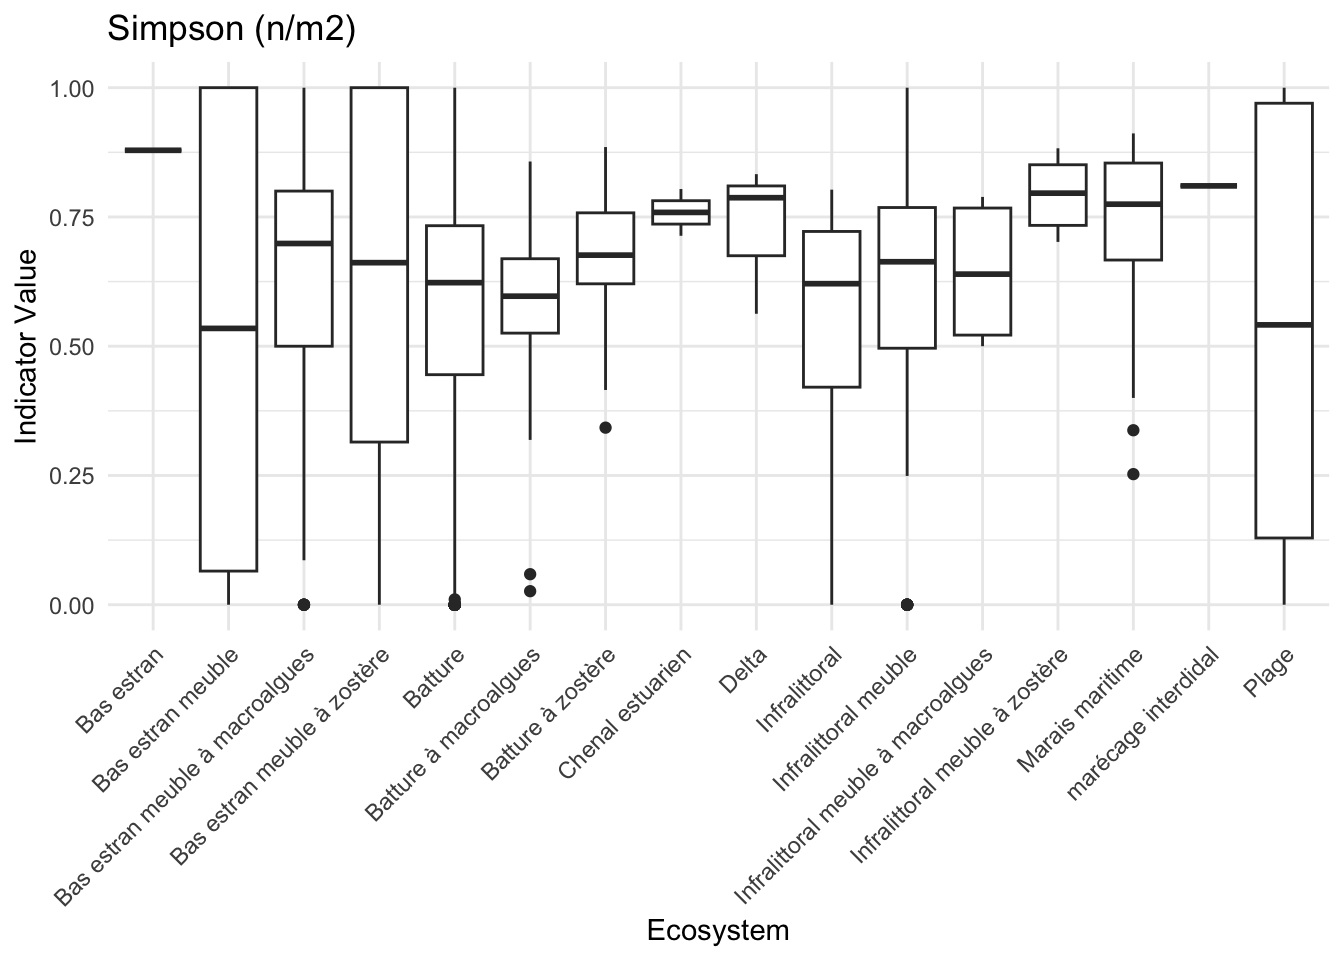 Simpson (n/m2)
1.00
0.75
0.50
0.25
0.00
Indicator Value
Bas estran
Bas estran meuble
Bas estran meuble à macroalgues
Bas estran meuble à zostère
Batture
Batture à macroalgues
Batture à zostère
Chenal estuarien
Delta
Infralittoral
Infralittoral meuble
Infralittoral meuble à macroalgues
Infralittoral meuble à zostère
Marais maritime
marécage interdidal
Plage
Ecosystem